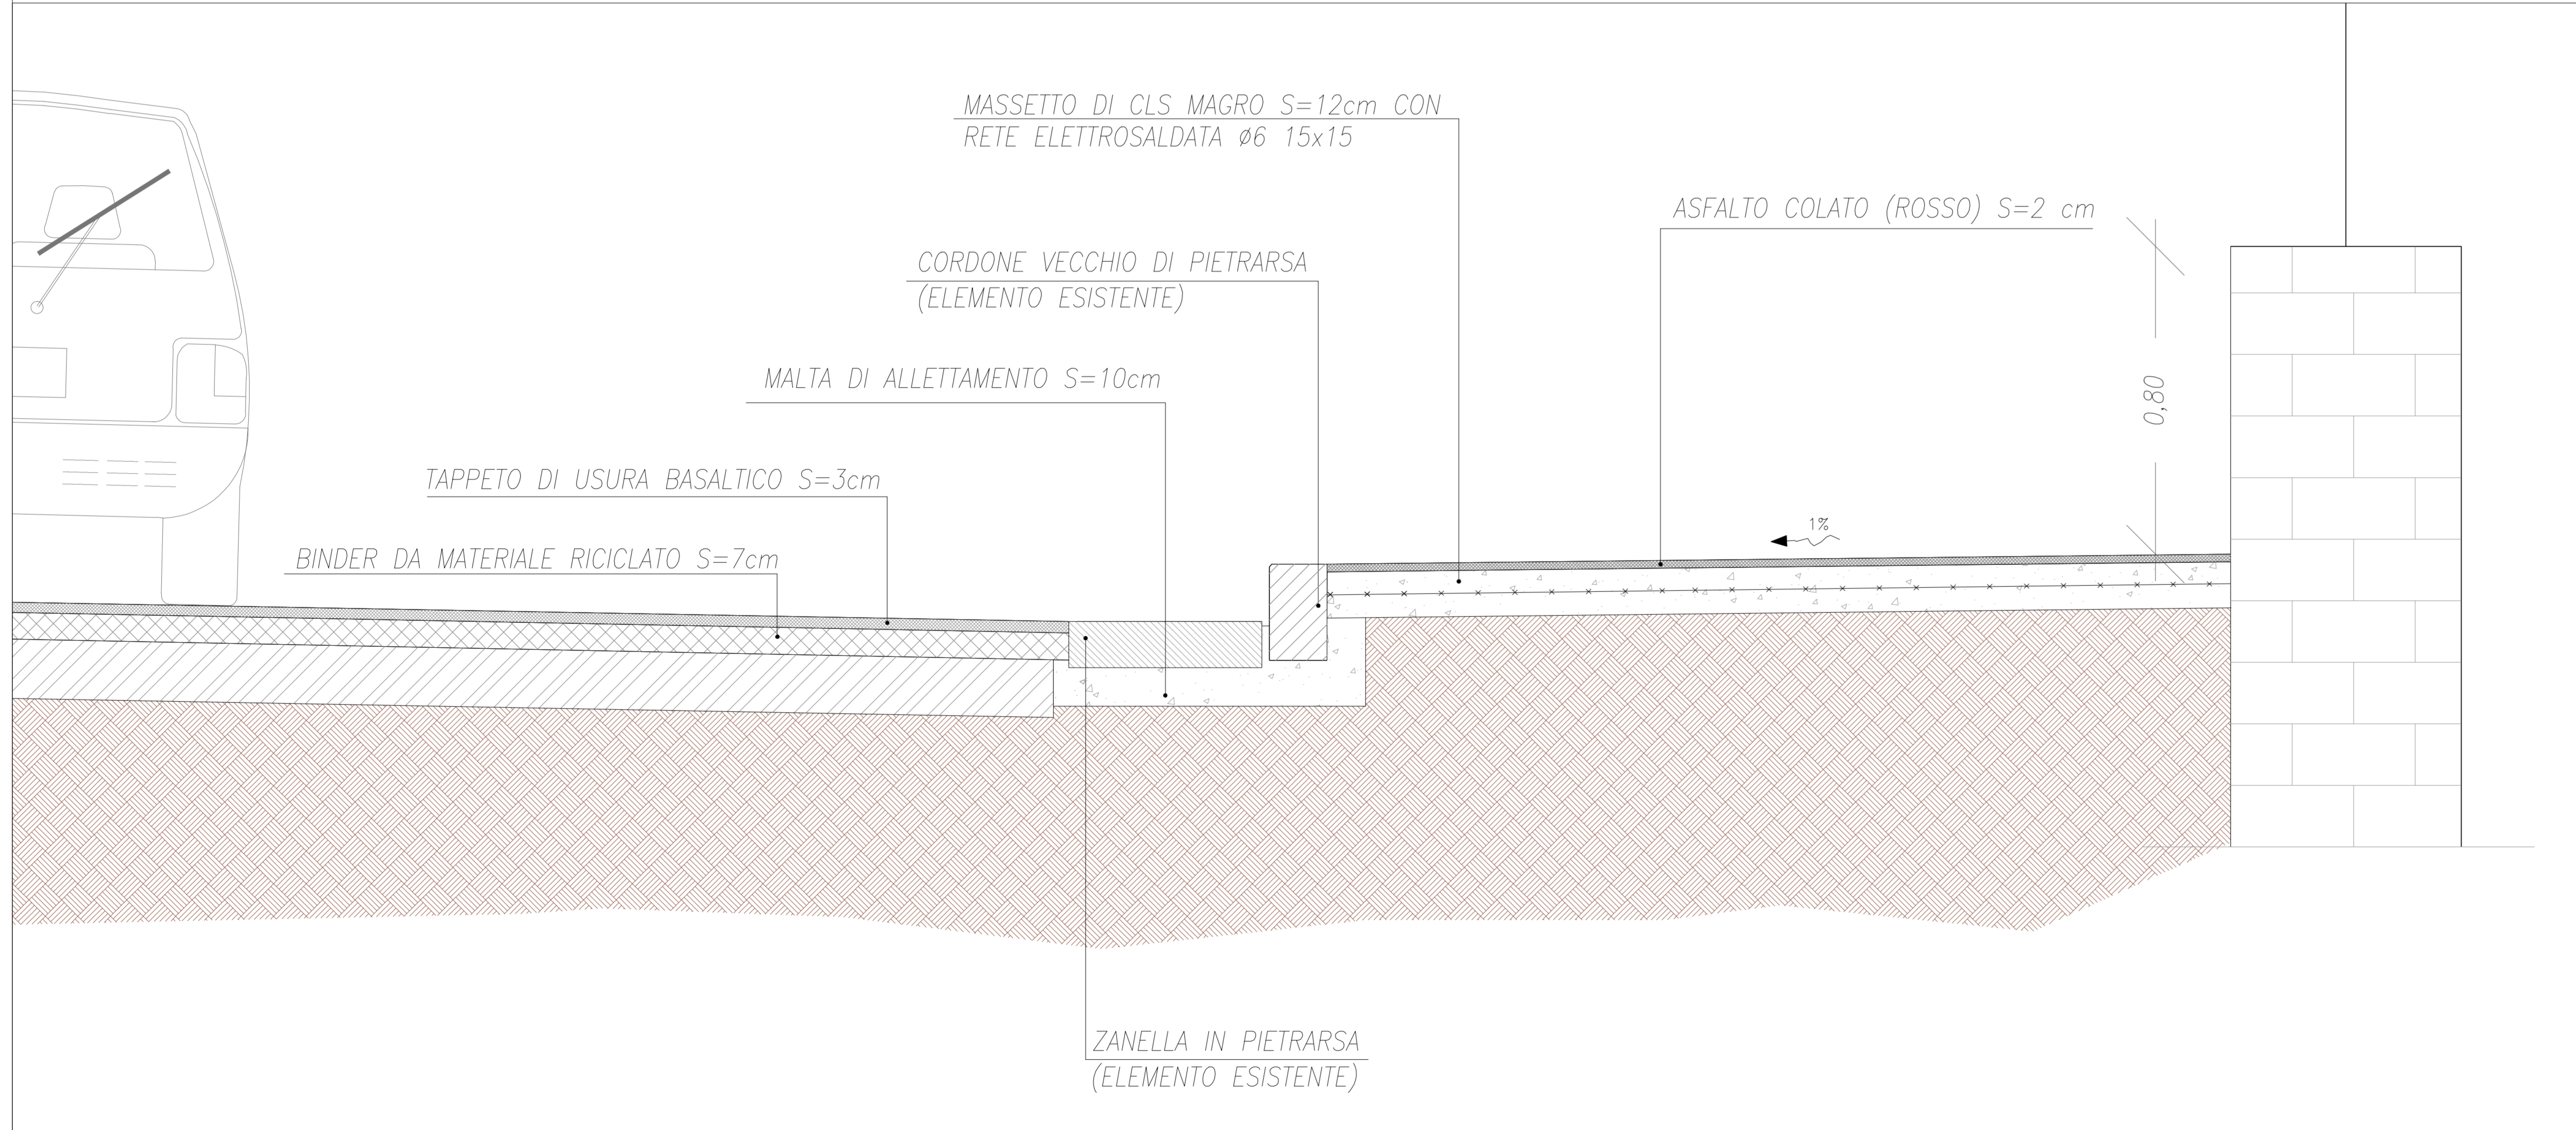 MASSETTO DI CLS MAGRO S=12cm CON
RETE ELETTROSALDATA ø6 15x15
ASFALTO COLATO (ROSSO) S=2 cm
CORDONE VECCHIO DI PIETRARSA
(ELEMENTO ESISTENTE)
MALTA DI ALLETTAMENTO S=10cm
0,80
TAPPETO DI USURA BASALTICO S=3cm
1%
BINDER DA MATERIALE RICICLATO S=7cm
ZANELLA IN PIETRARSA
(ELEMENTO ESISTENTE)